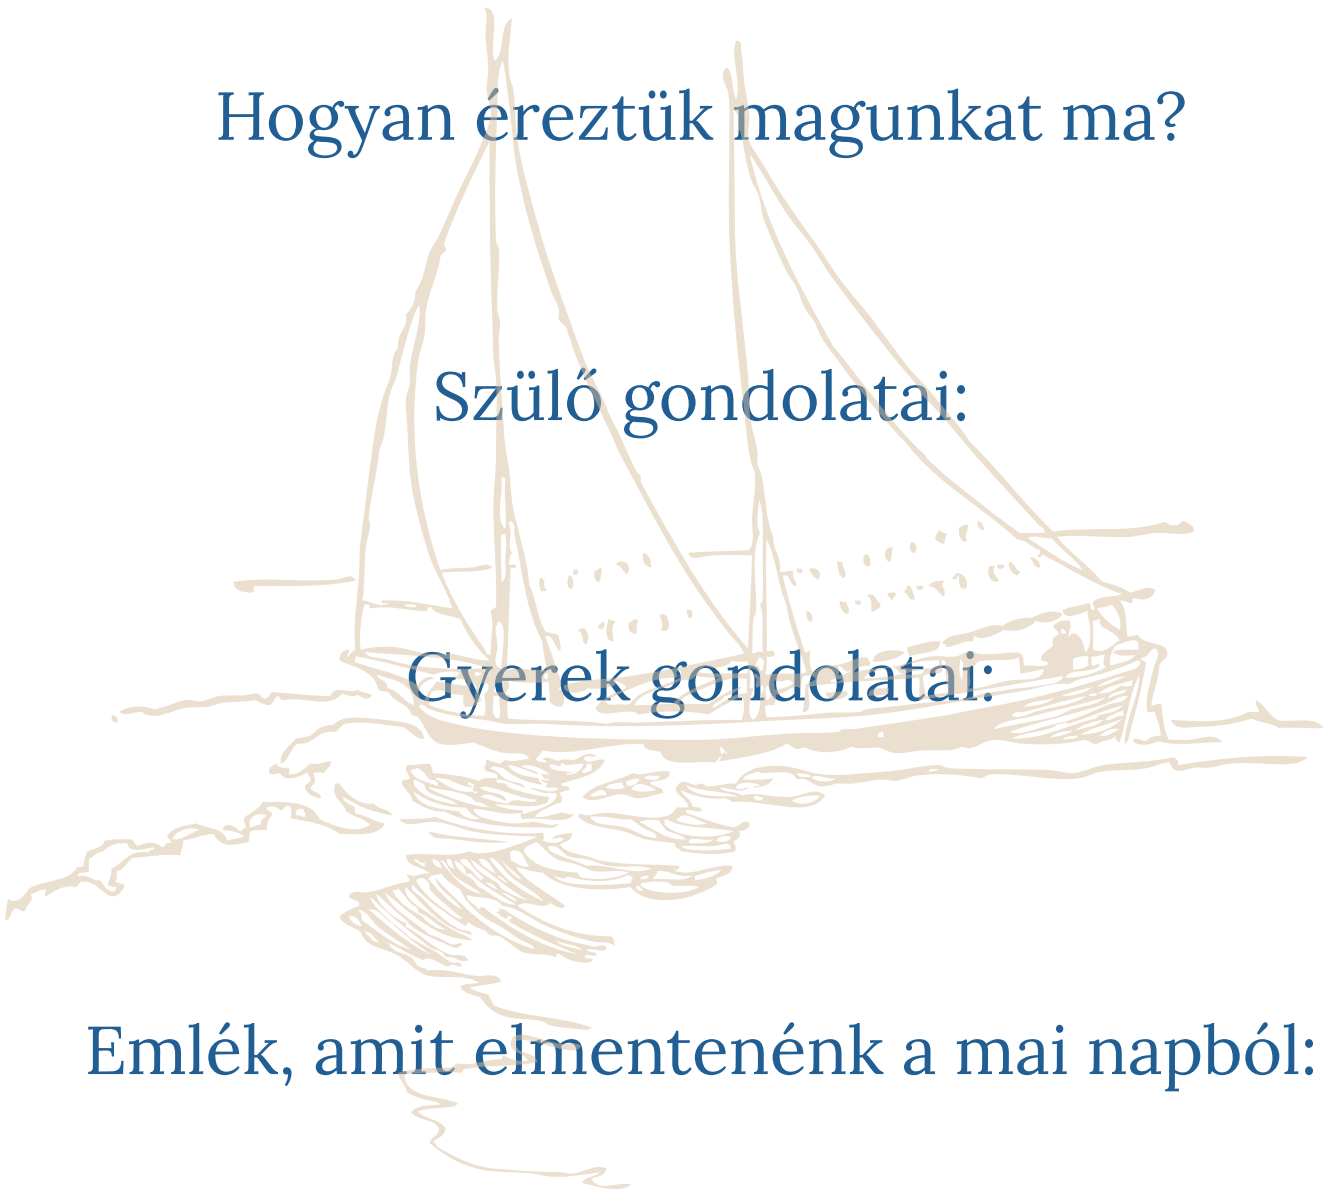 Hogyan éreztük magunkat ma?
Szülő gondolatai:
Gyerek gondolatai:
Emlék, amit elmentenénk a mai napból: